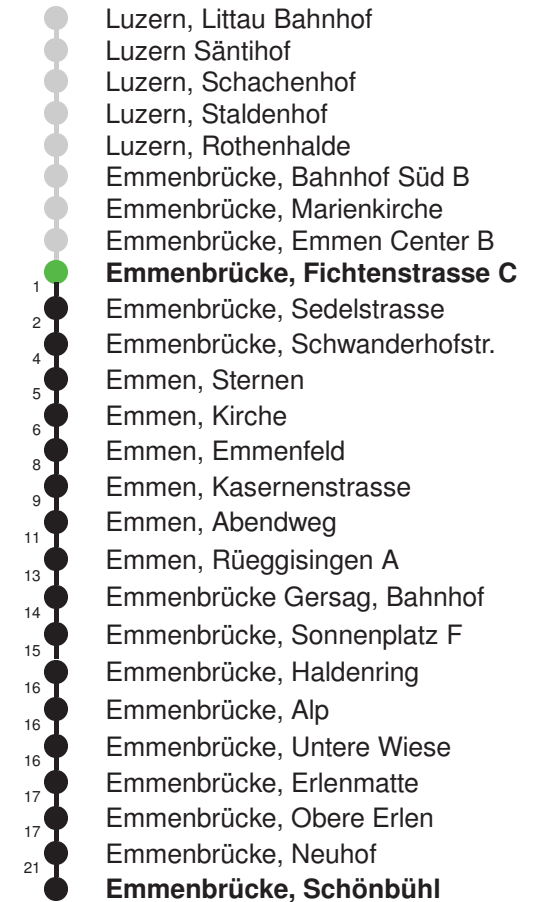 Luzern, Littau Bahnhof
Luzern Säntihof
Luzern, Schachenhof
Luzern, Staldenhof
Luzern, Rothenhalde
Emmenbrücke, Bahnhof Süd B
Emmenbrücke, Marienkirche
Emmenbrücke, Emmen Center B
Emmenbrücke, Fichtenstrasse C
1
Emmenbrücke, Sedelstrasse
2
Emmenbrücke, Schwanderhofstr.
4
Emmen, Sternen
5
Emmen, Kirche
6
Emmen, Emmenfeld
8
Emmen, Kasernenstrasse
9
Emmen, Abendweg
11
Emmen, Rüeggisingen A
13
Emmenbrücke Gersag, Bahnhof
14
Emmenbrücke, Sonnenplatz F
15
Emmenbrücke, Haldenring
16
Emmenbrücke, Alp
16
Emmenbrücke, Untere Wiese
16
Emmenbrücke, Erlenmatte
17
Emmenbrücke, Obere Erlen
17
Emmenbrücke, Neuhof
21
Emmenbrücke, Schönbühl